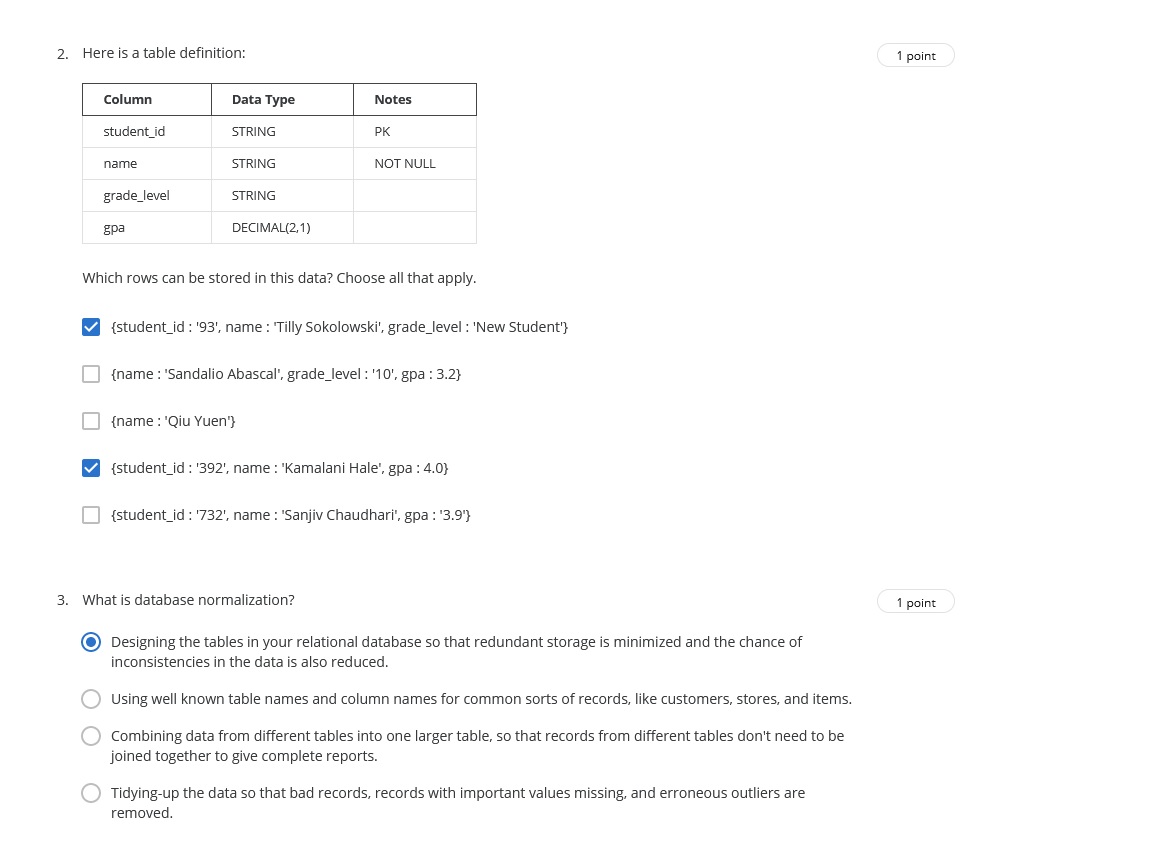 2. Here is a table definition:
1 point
Column Data Type Notes
student_id STRING PK
name STRING NOT NULL
grade_level STRING
gpa DECIMAL(2,1)
Which rows can be stored in this data? Choose all that apply.
{student_id : '93', name : 'Tilly Sokolowski', grade_level : 'New Student'}
{name : 'Sandalio Abascal', grade_level : '10', gpa : 3.2}
{name : 'Qiu Yuen'}
{student_id : '392', name : 'Kamalani Hale', gpa : 4.0}
{student_id : '732', name : 'Sanjiv Chaudhari', gpa : '3.9'}
3. What is database normalization?
1 point
Designing the tables in your relational database so that redundant storage is minimized and the chance of
inconsistencies in the data is also reduced.
Using well known table names and column names for common sorts of records, like customers, stores, and items.
Combining data from different tables into one larger table, so that records from different tables don't need to be
joined together to give complete reports.
Tidying-up the data so that bad records, records with important values missing, and erroneous outliers are
removed.